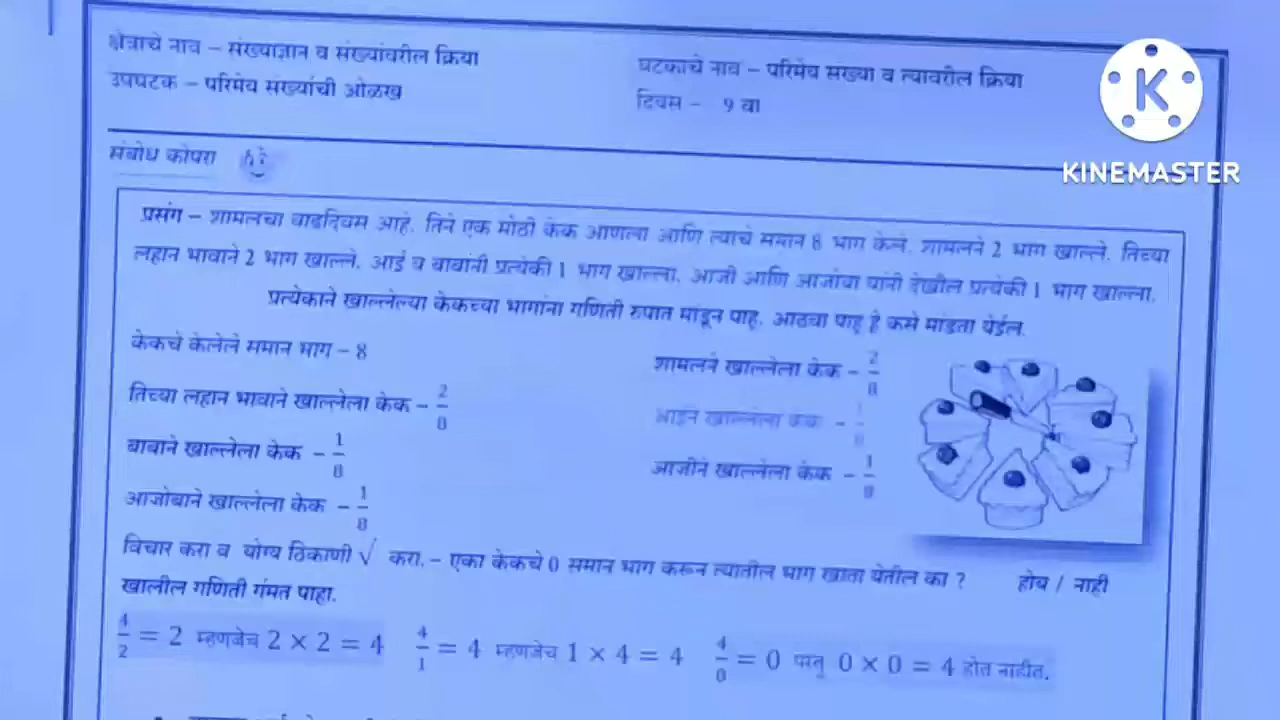 क्षेत्राचे नाव – संख्याज्ञान व संख्यांवरील क्रिया
घटकाचे नाव – परिमेय संख्या व त्यावरील क्रिया
उपघटक – परिमेय संख्यांची ओळख
दिवस – १ वा
संबोध कोपरा
प्रसंग – शामलचा वाढदिवस आहे. तिने एक मोठा केक आणला आणि त्याचे समान 8 भाग केले. शामलने 2 भाग खाल्ले. तिच्या
लहान भावाने 2 भाग खाल्ले. आई व बाबांनी प्रत्येकी 1 भाग खाल्ला. आजी आणि आजोबा यांनी देखील प्रत्येकी 1 भाग खाल्ला.
प्रत्येकाने खाल्लेल्या केकच्या भागांना गणिती रुपात मांडून पाहू. आठवा पाहू हे कसे मांडता येईल.
केकचे केलेले समान भाग – 8
शामलने खाल्लेला केक – 2/8
तिच्या लहान भावाने खाल्लेला केक – 2/8
आईने खाल्लेला केक – 1/8
बाबाने खाल्लेला केक – 1/8
आजीने खाल्लेला केक – 1/8
आजोबाने खाल्लेला केक – 1/8
विचार करा व योग्य ठिकाणी √ करा. – एका केकचे 0 समान भाग करून त्यातील भाग खाता येतील का ? होय / नाही
खालील गणिती गंमत पाहा.
4/2 = 2 म्हणजेच 2 × 2 = 4 4/1 = 4 म्हणजेच 1 × 4 = 4 4/0 = 0 परंतु 0 × 0 = 4 होत नाहीत.
KINEMASTER